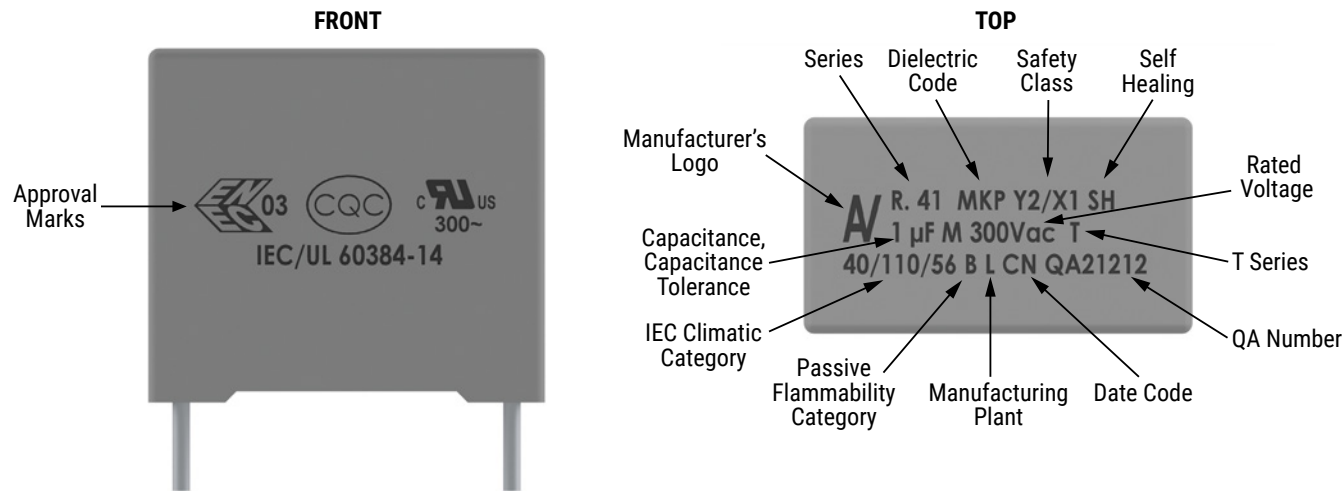 FRONT
Approval
Marks
ENEC 03
CQC
C RU US
300~
IEC/UL 60384-14
TOP
Series
Dielectric
Code
Safety
Class
Self
Healing
Manufacturer's
Logo
Rated
Voltage
R. 41 MKP Y2/X1 SH
1 µF M 300Vac T
40/110/56 B L CN QA21212
Capacitance,
Capacitance
Tolerance
T Series
IEC Climatic
Category
QA Number
Passive
Flammability
Category
Manufacturing
Plant
Date Code